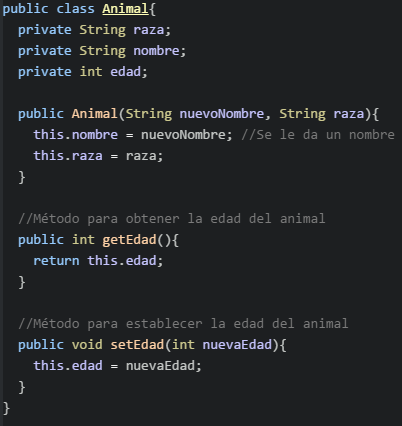 public class Animal{
private String raza;
private String nombre;
private int edad;
public Animal(String nuevoNombre, String raza){
this.nombre = nuevoNombre; //Se le da un nombre
this.raza = raza;
}
//Método para obtener la edad del animal
public int getEdad(){
return this.edad;
}
//Método para establecer la edad del animal
public void setEdad(int nuevaEdad){
this.edad = nuevaEdad;
}
}